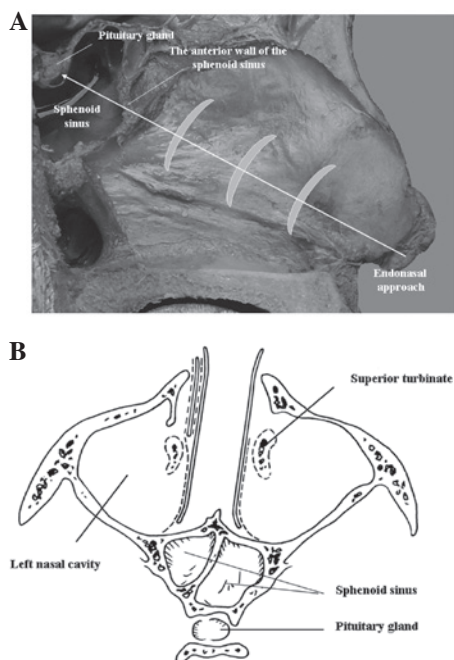 A
Pituitary gland
The anterior wall of the
sphenoid sinus
Sphenoid
sinus
Endonasal
approach
B
Superior turbinate
Left nasal cavity
Sphenoid sinus
Pituitary gland